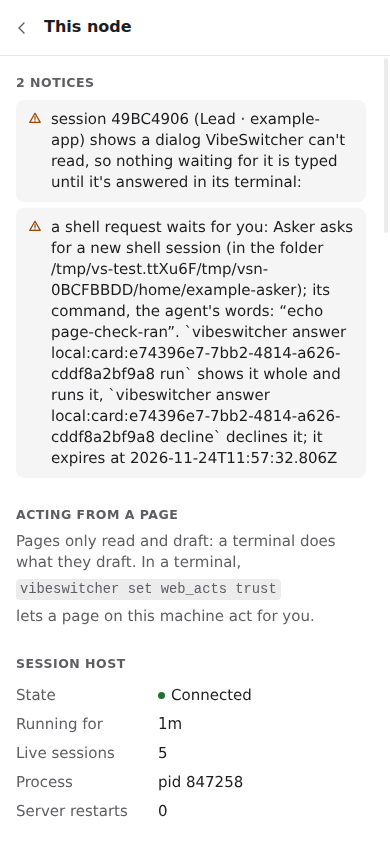 This node
2 NOTICES
session 49BC4906 (Lead · example-
app) shows a dialog VibeSwitcher can't
read, so nothing waiting for it is typed
until it's answered in its terminal:
a shell request waits for you: Asker asks
for a new shell session (in the folder
/tmp/vs-test.ttXu6F/tmp/vsn-
0BCFBBDD/home/example-asker); its
command, the agent's words: “echo
page-check-ran”. `vibeswitcher answer
local:card:e74396e7-7bb2-4814-a626-
cddf8a2bf9a8 run` shows it whole and
runs it, `vibeswitcher answer
local:card:e74396e7-7bb2-4814-a626-
cddf8a2bf9a8 decline` declines it; it
expires at 2026-11-24T11:57:32.806Z
ACTING FROM A PAGE
Pages only read and draft: a terminal does
what they draft. In a terminal,
vibeswitcher set web_acts trust
lets a page on this machine act for you.
SESSION HOST
State Connected
Running for 1m
Live sessions 5
Process pid 847258
Server restarts 0